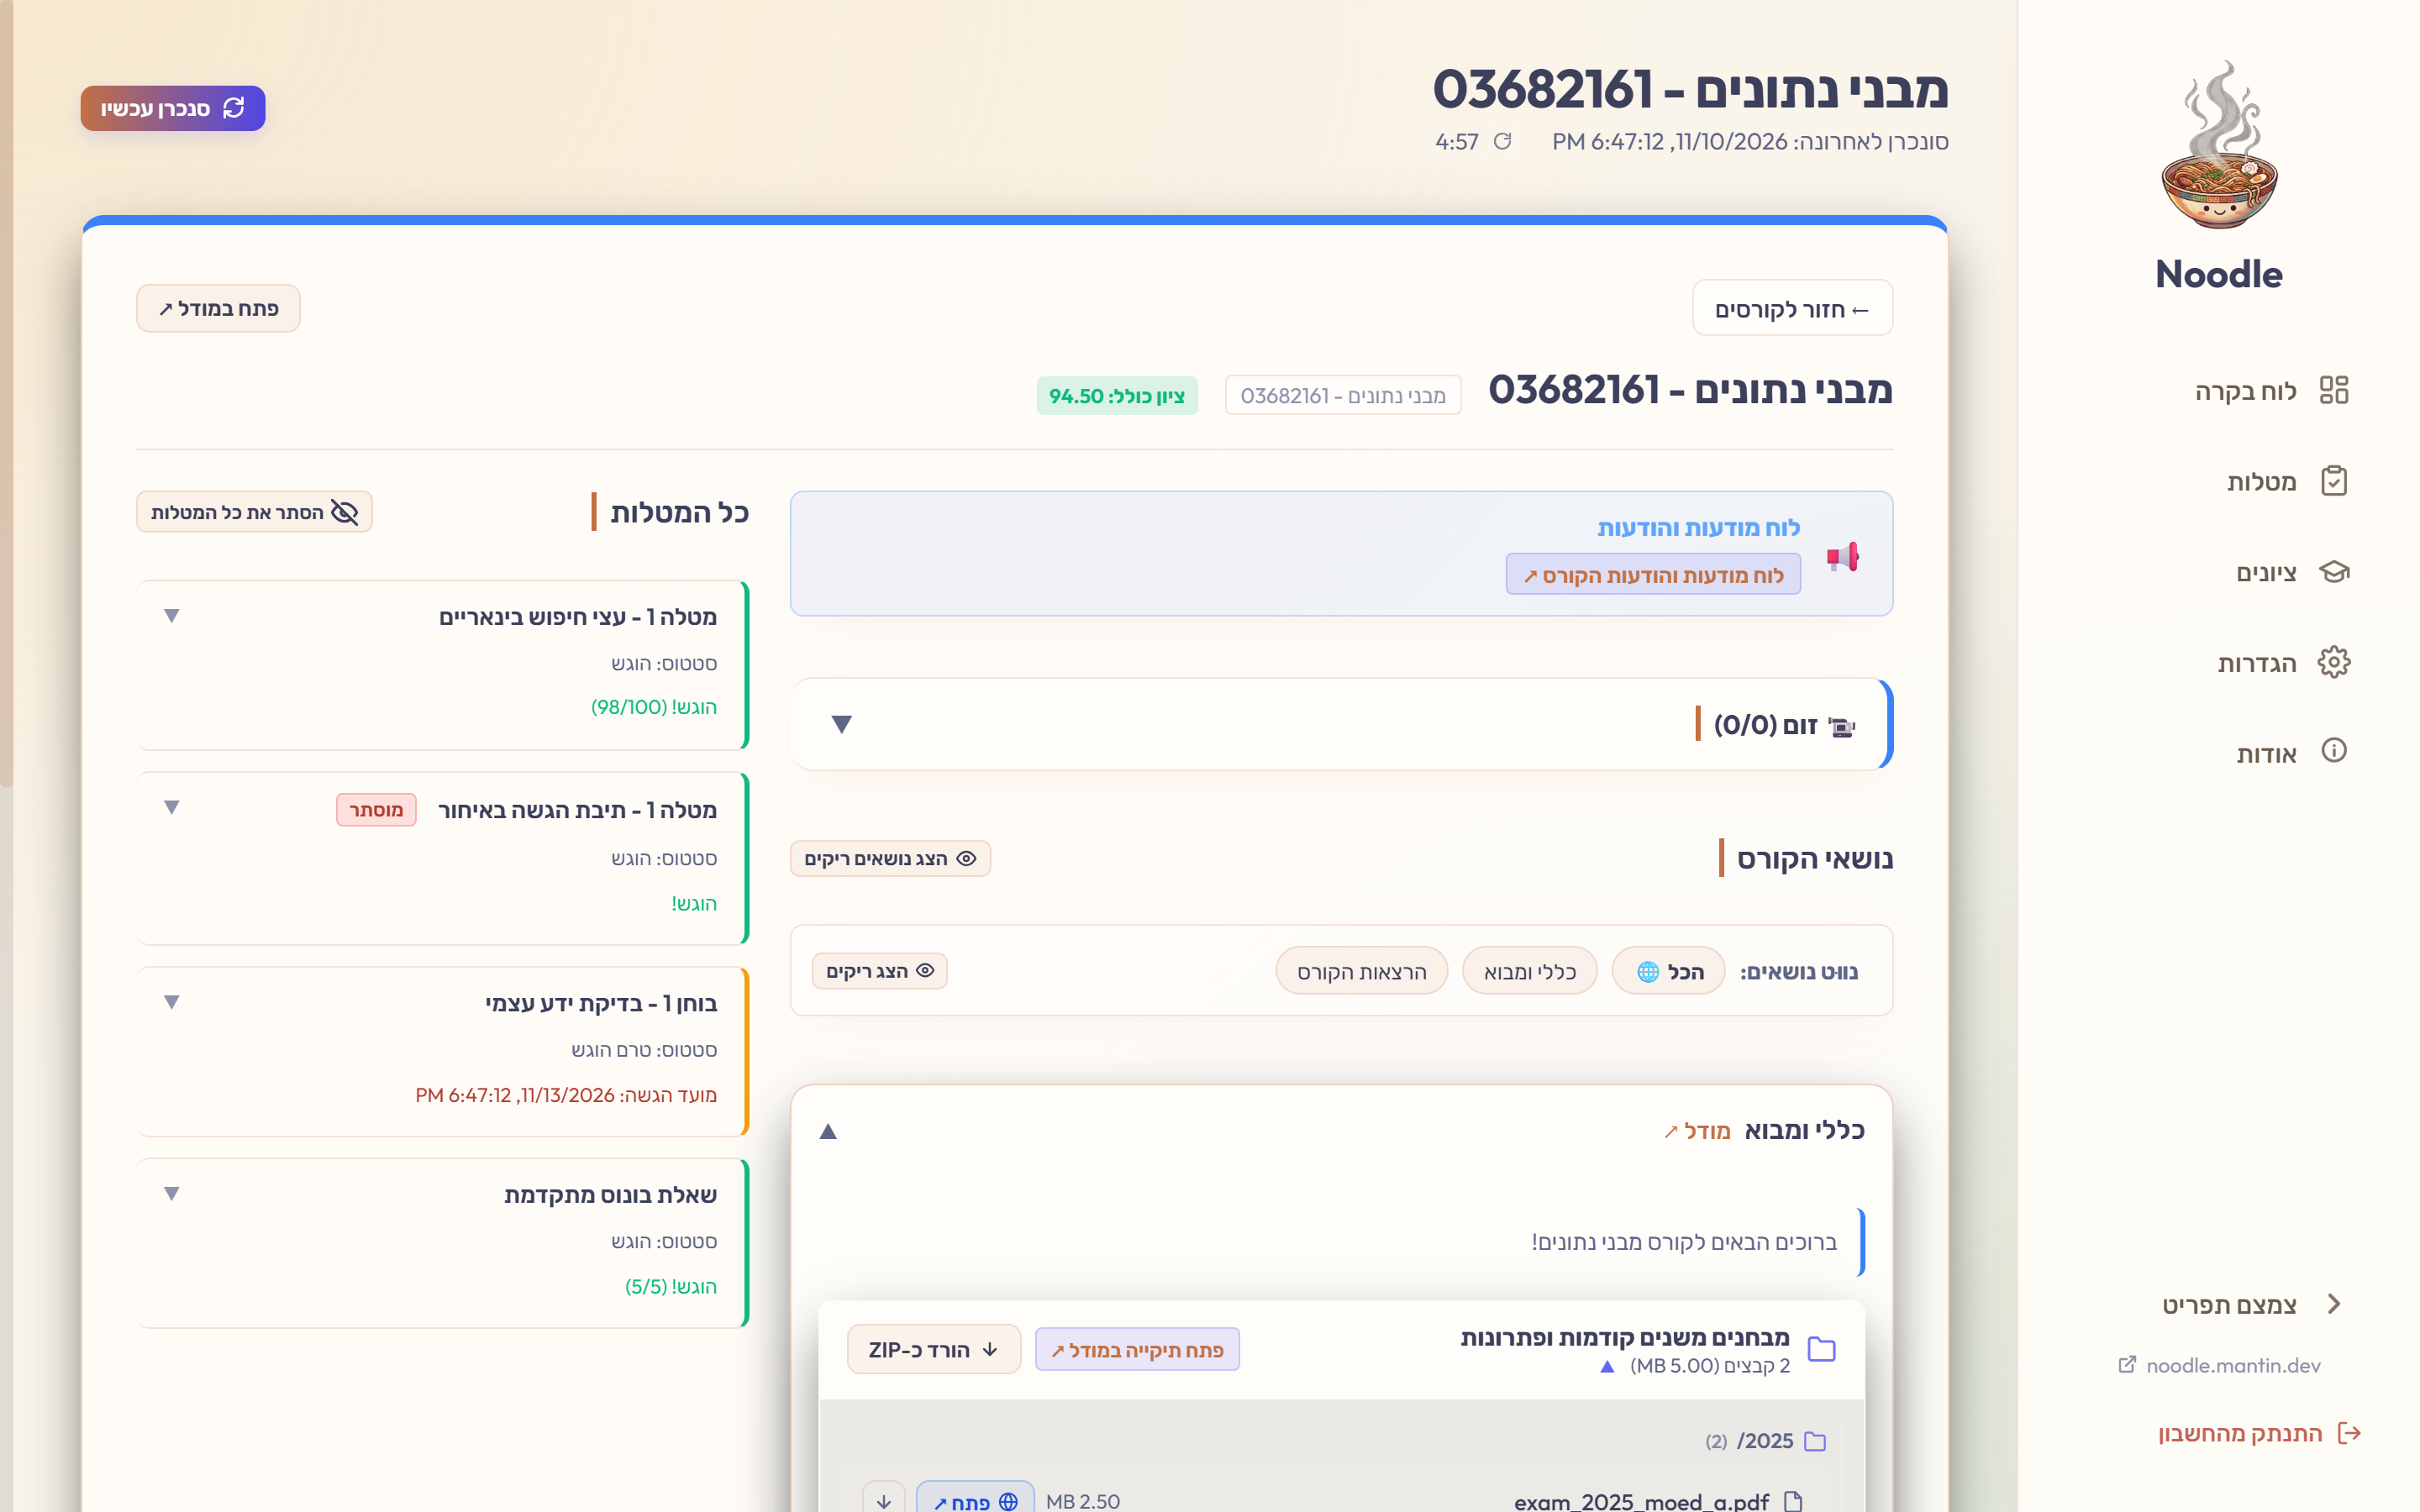 Noodle
לוח בקרה
מטלות
ציונים
הגדרות
אודות
צמצם תפריט
noodle.mantin.dev
התנתק מהחשבון
מבני נתונים - 03682161
סונכרן לאחרונה: 11/10/2026, 6:47:12 PM 4:57
סנכרן עכשיו
← חזור לקורסים
פתח במודל ↗
מבני נתונים - 03682161 מבני נתונים - 03682161 ציון כולל: 94.50
לוח מודעות והודעות
לוח מודעות והודעות הקורס ↗
זום (0/0) ▼
נושאי הקורס הצג נושאים ריקים
נווט נושאים: הכל כללי ומבוא הרצאות הקורס הצג ריקים
כללי ומבוא מודל ↗ ▲
ברוכים הבאים לקורס מבני נתונים!
מבחנים משנים קודמות ופתרונות
2 קבצים (5.00 MB) ▲
פתח תיקייה במודל ↗ הורד כ-ZIP
2025/ (2)
exam_2025_moed_a.pdf 2.50 MB פתח ↗
כל המטלות הסתר את כל המטלות
מטלה 1 - עצי חיפוש בינאריים ▼
סטטוס: הוגש
הוגש! (98/100)
מטלה 1 - תיבת הגשה באיחור מוסתר ▼
סטטוס: הוגש
הוגש!
בוחן 1 - בדיקת ידע עצמי ▼
סטטוס: טרם הוגש
מועד הגשה: 11/13/2026, 6:47:12 PM
שאלת בונוס מתקדמת ▼
סטטוס: הוגש
הוגש! (5/5)